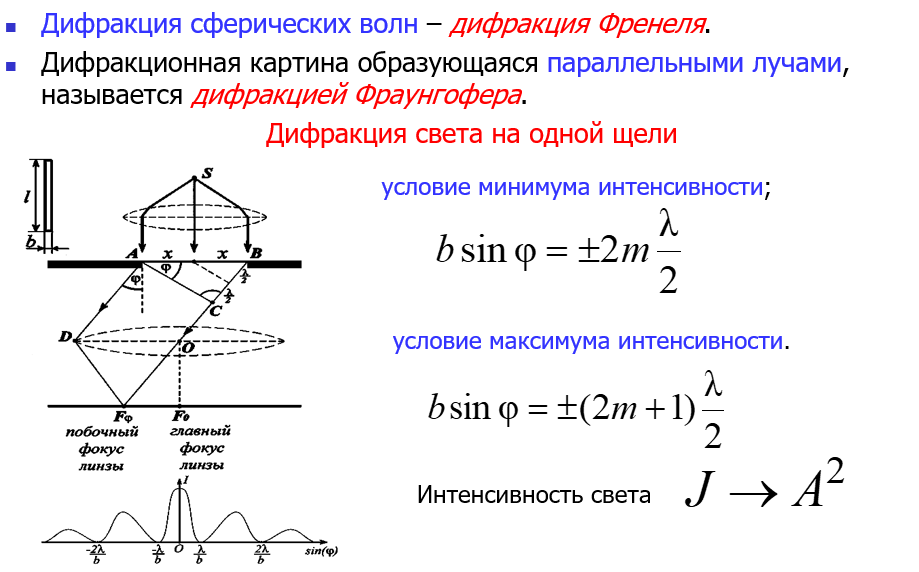 Дифракция сферических волн – дифракция Френеля.
Дифракционная картина образующаяся параллельными лучами,
называется дифракцией Фраунгофера.
Дифракция света на одной щели
условие минимума интенсивности;
b sin φ = ±2m λ/2
условие максимума интенсивности.
b sin φ = ±(2m + 1) λ/2
Интенсивность света J → A²
l
b
S
A x x B
φ
φ
λ/2
λ/2
C
D
O
Fφ F₀
побочный фокус линзы
главный фокус линзы
I
-2λ/b -λ/b O λ/b 2λ/b sin(φ)